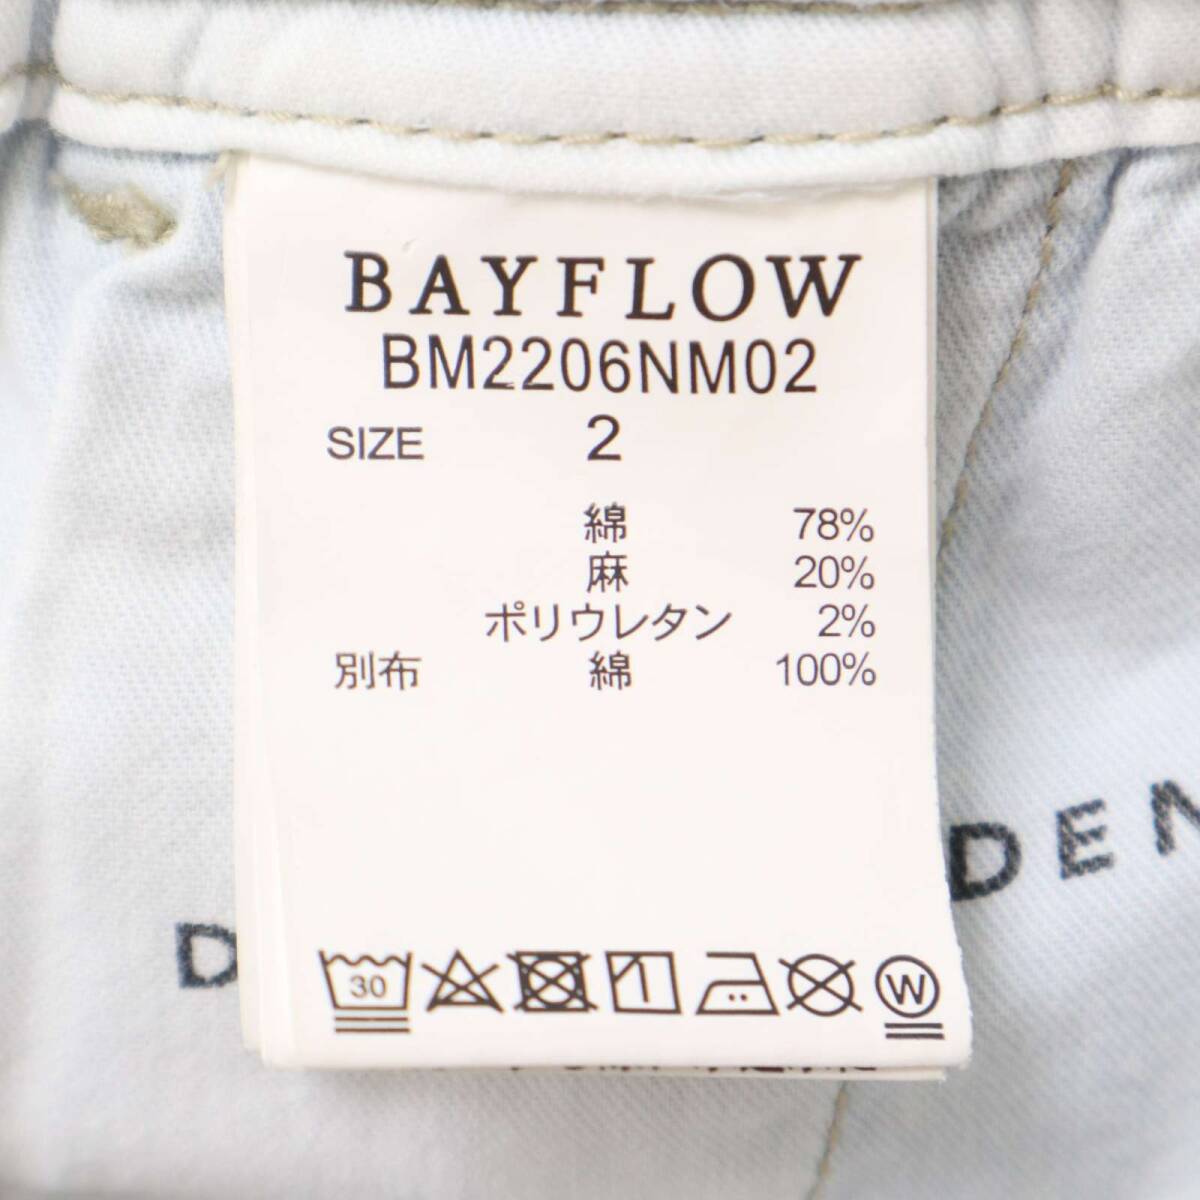 BAYFLOW
BM2206NM02
SIZE 2
綿 78%
麻 20%
ポリウレタン 2%
別布 綿 100%
D DEN
30 W